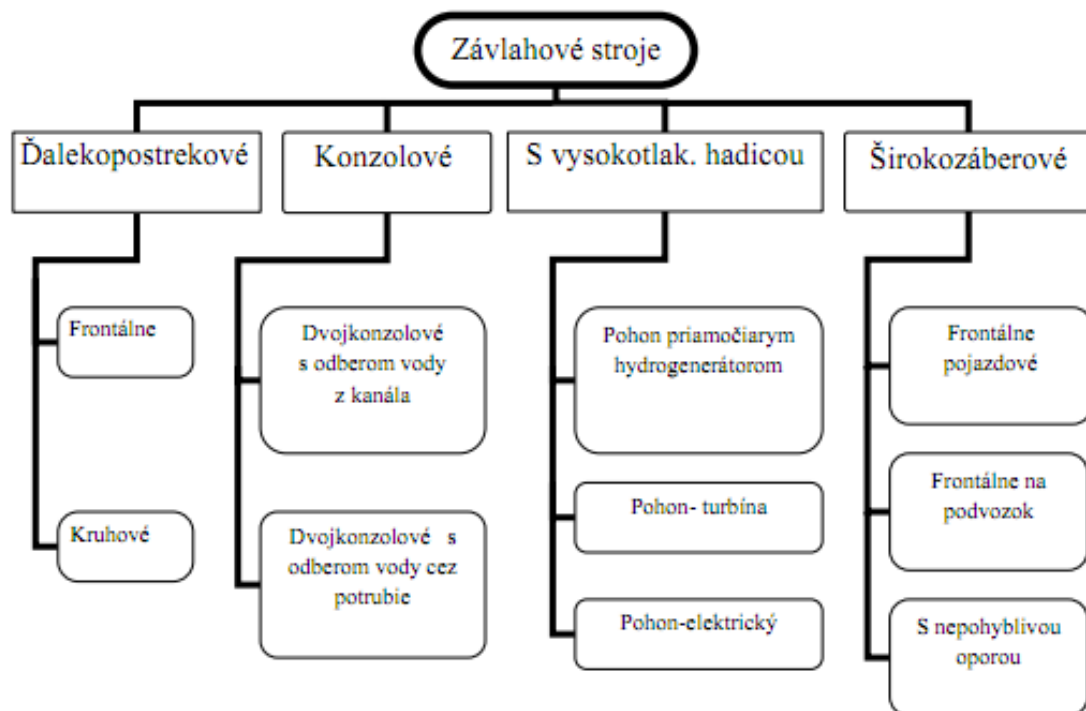 Závlahové stroje
Ďalekopostrekové
Frontálne
Kruhové
Konzolové
Dvojkonzolové
s odberom vody
z kanála
Dvojkonzolové s
odberom vody cez
potrubie
S vysokotlak. hadicou
Pohon priamočiarym
hydrogenerátorom
Pohon- turbína
Pohon-elektrický
Širokozáberové
Frontálne
pojazdové
Frontálne na
podvozok
S nepohyblivou
oporou